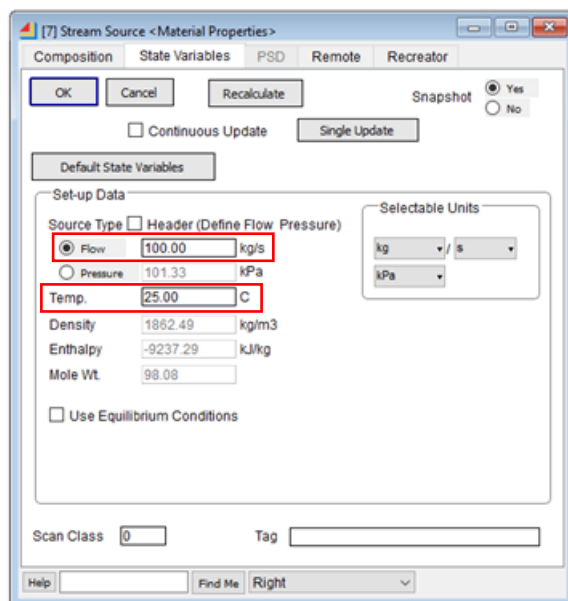 [7] Stream Source <Material Properties>
Composition State Variables PSD Remote Recreator
OK Cancel Recalculate Snapshot Yes
No
Continuous Update Single Update
Default State Variables
Set-up Data
Selectable Units
Source Type Header (Define Flow Pressure)
Flow 100.00 kg/s kg / s
Pressure 101.33 kPa kPa
Temp. 25.00 C
Density 1862.49 kg/m3
Enthalpy -9237.29 kJ/kg
Mole Wt. 98.08
Use Equilibrium Conditions
Scan Class 0 Tag
Help Find Me Right